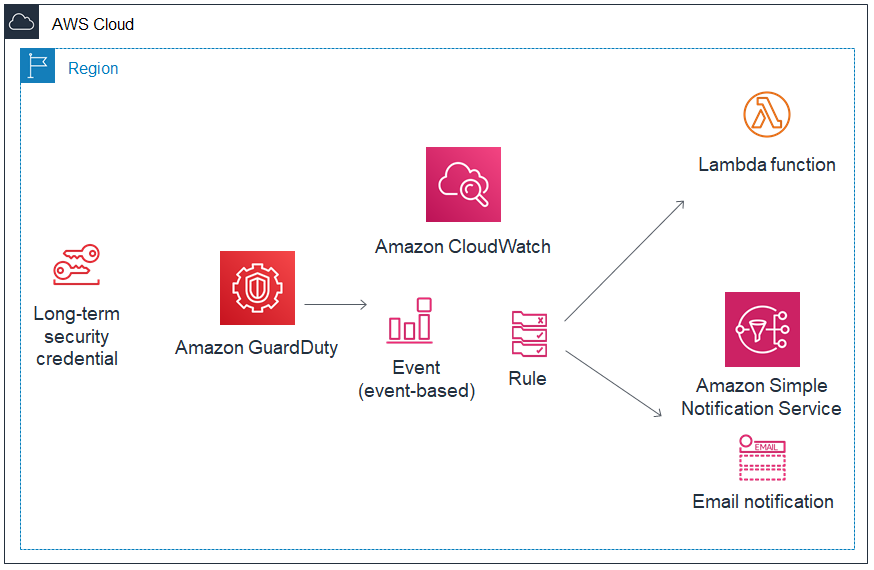 AWS Cloud
Region
Lambda function
Amazon CloudWatch
Long-term
security
credential
Amazon GuardDuty
Event
(event-based)
Rule
Amazon Simple
Notification Service
EMAIL
Email notification